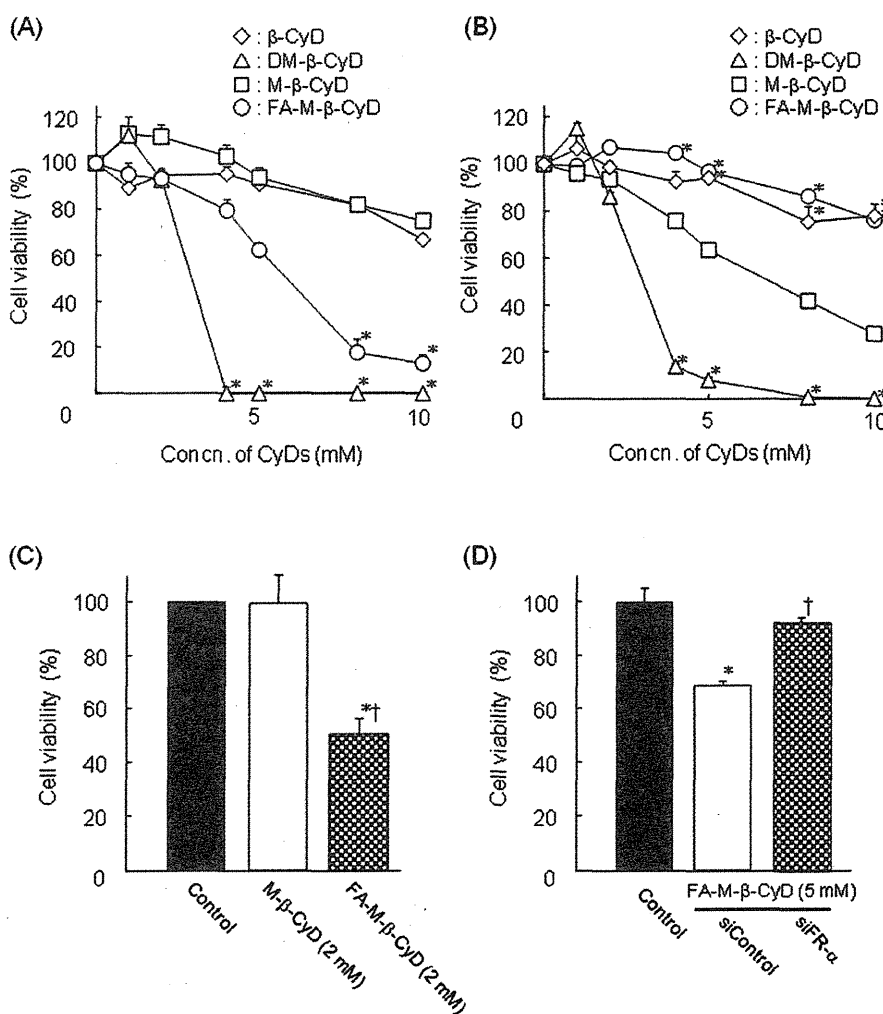 (A)
◇ : β-CyD
△ : DM-β-CyD
□ : M-β-CyD
○ : FA-M-β-CyD
Cell viability (%)
120
100
80
60
40
20
0
5
10
* * * * * *
Concn. of CyDs (mM)
(B)
◇ : β-CyD
△ : DM-β-CyD
□ : M-β-CyD
○ : FA-M-β-CyD
Cell viability (%)
120
100
80
60
40
20
0
5
10
* * * * * * * * * *
Concn. of CyDs (mM)
(C)
Cell viability (%)
100
80
60
40
20
0
*†
Control
M-β-CyD (2 mM)
FA-M-β-CyD (2 mM)
(D)
Cell viability (%)
100
80
60
40
20
0
*
†
FA-M-β-CyD (5 mM)
Control
siControl
siFR-α